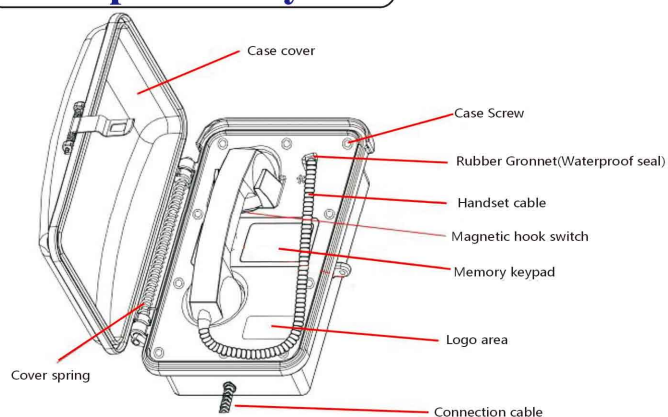 Case cover
Case Screw
Rubber Gronnet(Waterproof seal)
Handset cable
Magnetic hook switch
Memory keypad
Logo area
Cover spring
Connection cable